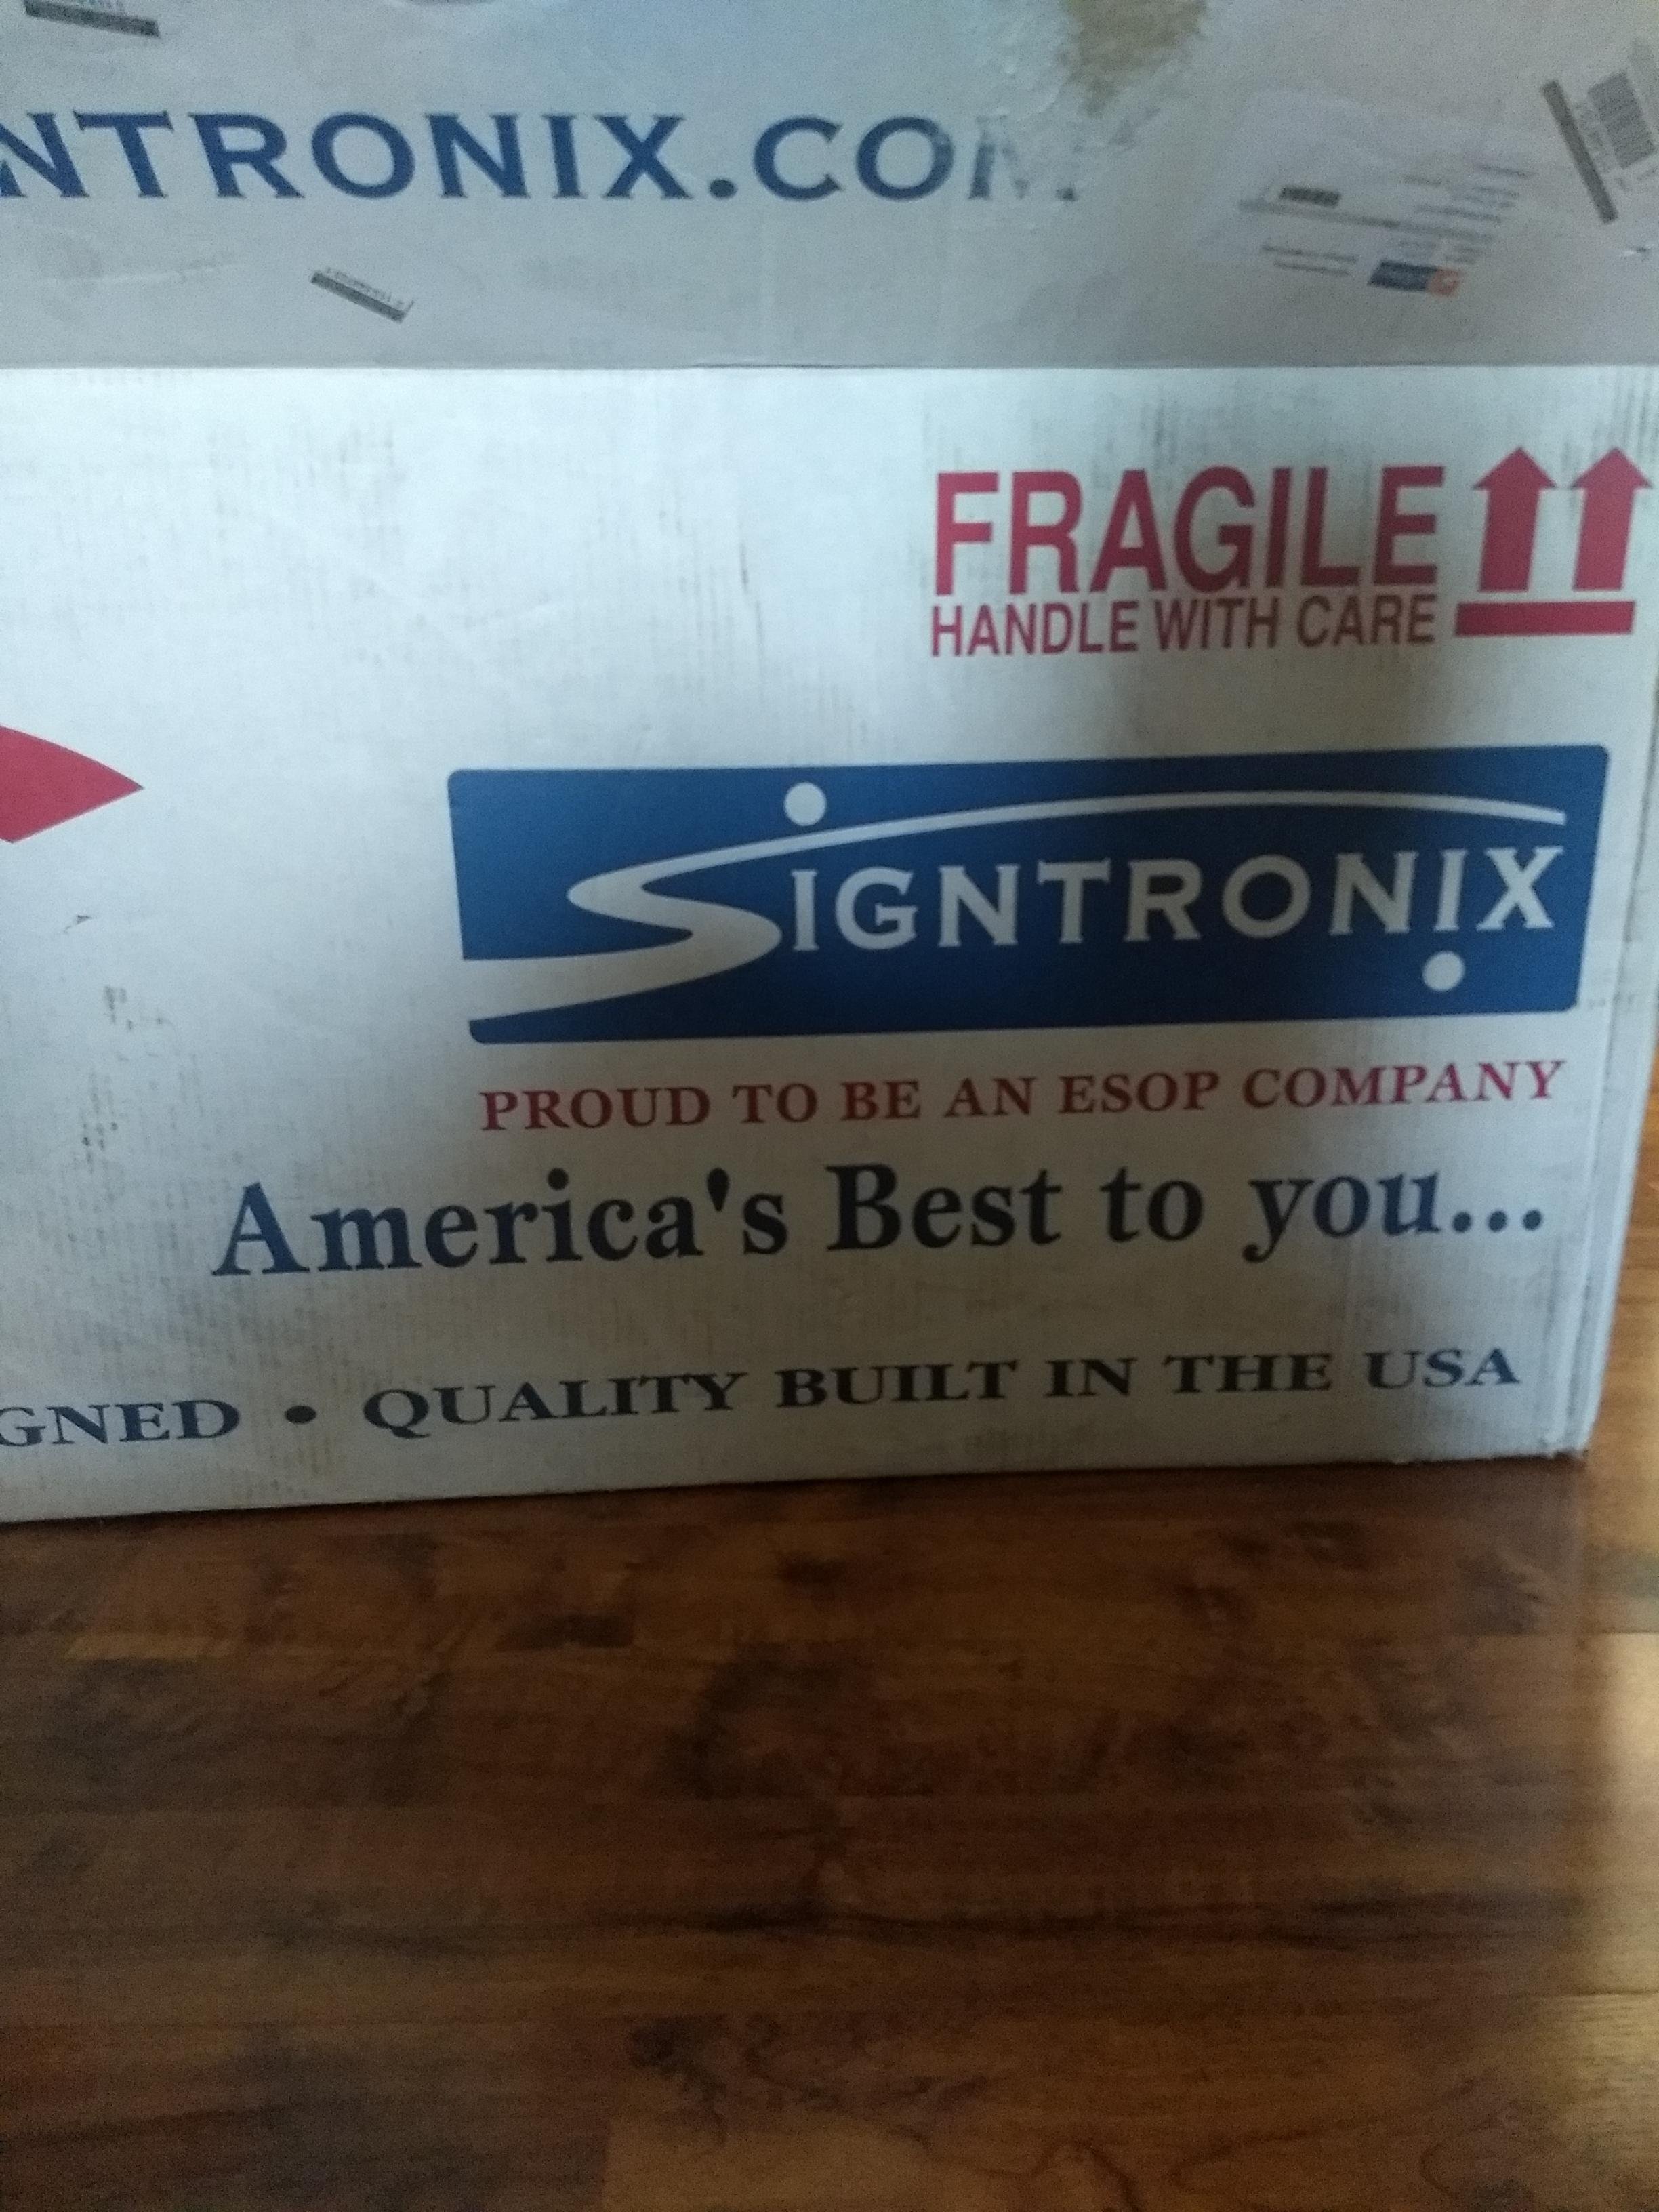 NTRONIX.COM
FRAGILE
HANDLE WITH CARE
SIGNTRONIX
PROUD TO BE AN ESOP COMPANY
America's Best to you...
GNED • QUALITY BUILT IN THE USA